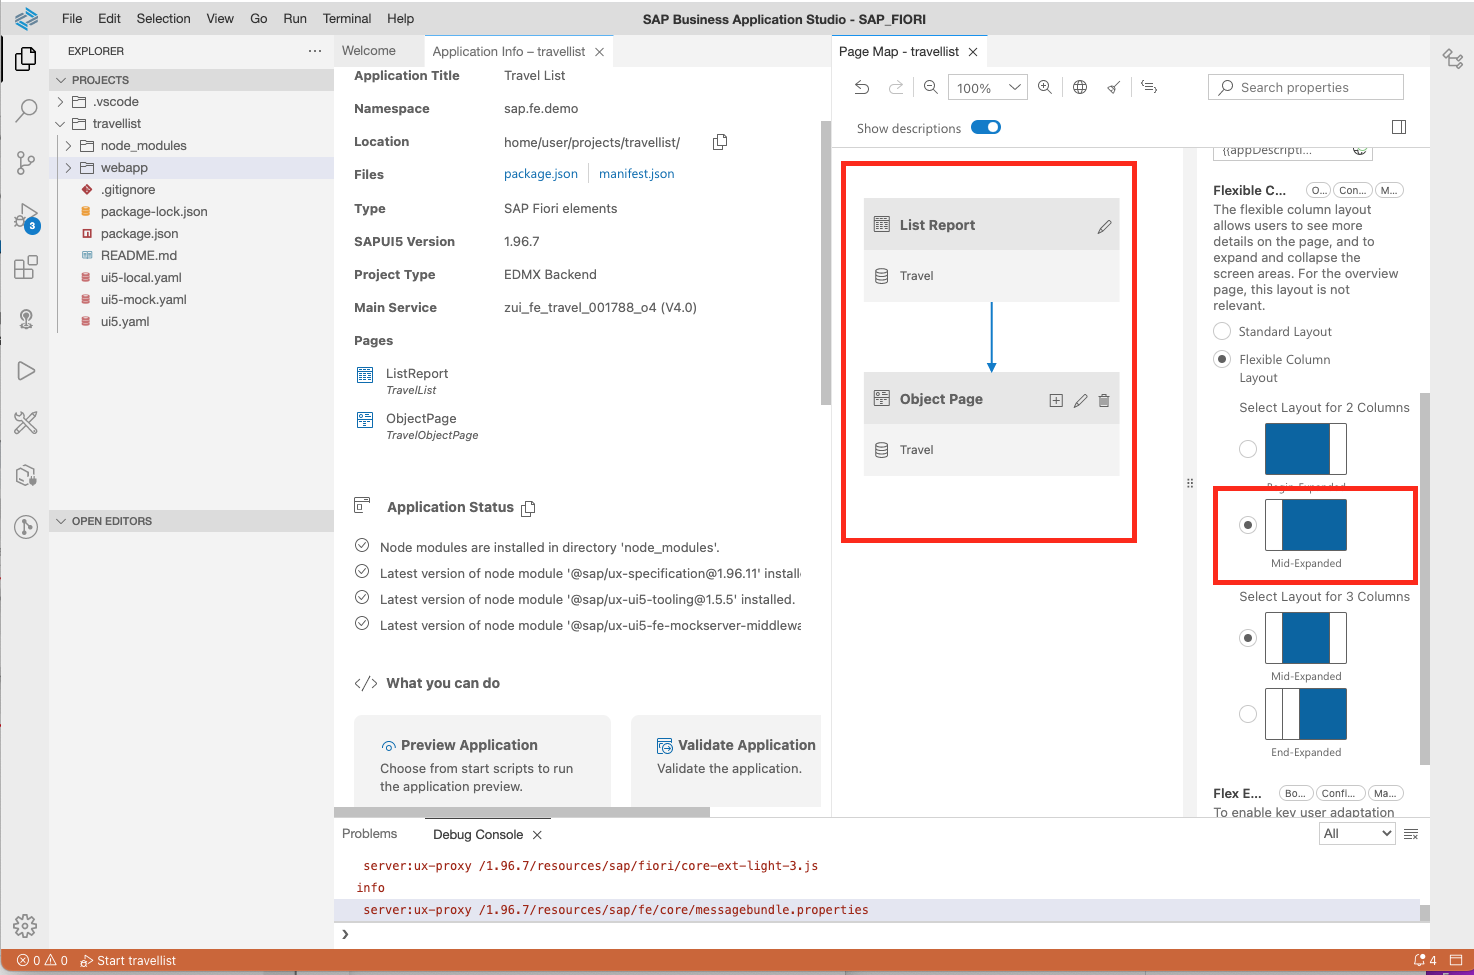 File Edit Selection View Go Run Terminal Help
SAP Business Application Studio - SAP_FIORI
EXPLORER
PROJECTS
.vscode
travellist
node_modules
webapp
.gitignore
package-lock.json
package.json
README.md
ui5-local.yaml
ui5-mock.yaml
ui5.yaml
OPEN EDITORS
3
Welcome
Application Info – travellist
Application Title Travel List
Namespace sap.fe.demo
Location home/user/projects/travellist/
Files package.json manifest.json
Type SAP Fiori elements
SAPUI5 Version 1.96.7
Project Type EDMX Backend
Main Service zui_fe_travel_001788_o4 (V4.0)
Pages
ListReport
TravelList
ObjectPage
TravelObjectPage
Application Status
Node modules are installed in directory 'node_modules'.
Latest version of node module '@sap/ux-specification@1.96.11' install
Latest version of node module '@sap/ux-ui5-tooling@1.5.5' installed.
Latest version of node module '@sap/ux-ui5-fe-mockserver-middlewa
</> What you can do
Preview Application
Choose from start scripts to run
the application preview.
Validate Application
Validate the application.
Page Map - travellist
100%
Search properties
Show descriptions
List Report
Travel
Object Page
Travel
{{appDescripti...
Flexible C... O... Con... M...
The flexible column layout
allows users to see more
details on the page, and to
expand and collapse the
screen areas. For the overview
page, this layout is not
relevant.
Standard Layout
Flexible Column
Layout
Select Layout for 2 Columns
Begin-Expanded
Mid-Expanded
Select Layout for 3 Columns
Mid-Expanded
End-Expanded
Flex E... Bo... Confi... Ma...
To enable key user adaptation
Problems
Debug Console
All
server:ux-proxy /1.96.7/resources/sap/fiori/core-ext-light-3.js
info
server:ux-proxy /1.96.7/resources/sap/fe/core/messagebundle.properties
0 0 Start travellist
4